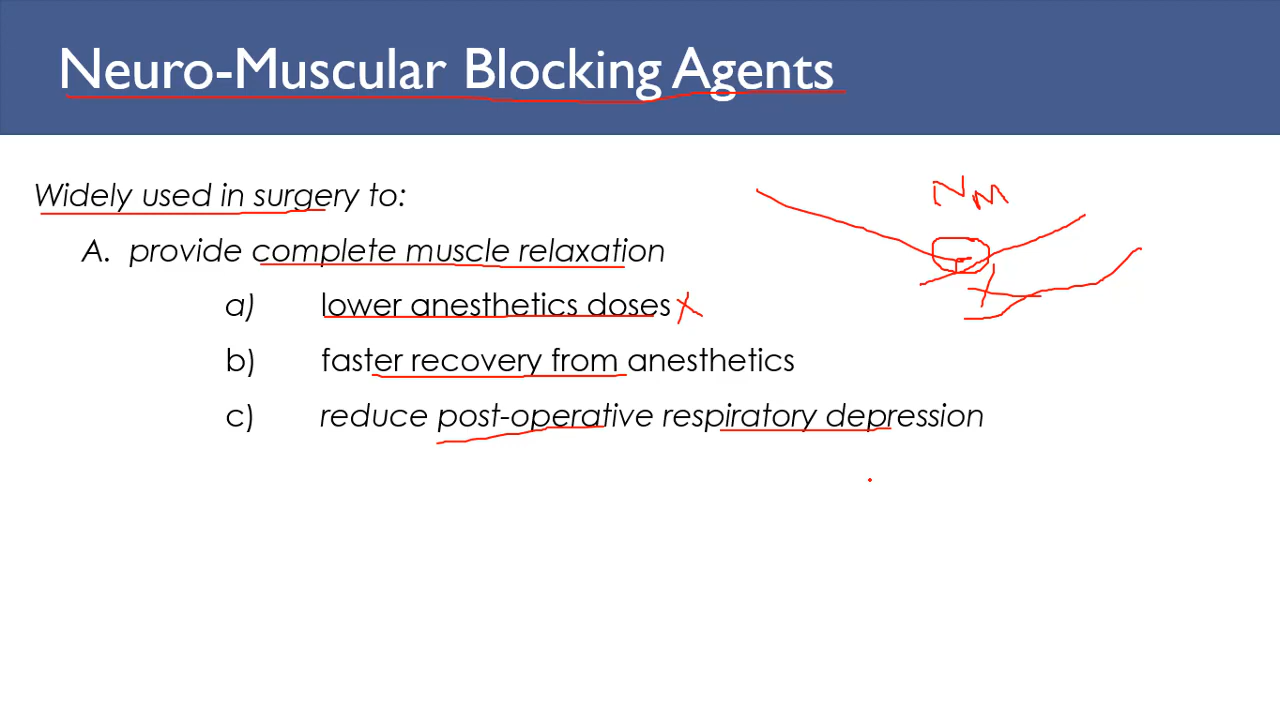 Neuro-Muscular Blocking Agents
Widely used in surgery to:
NM
A. provide complete muscle relaxation
a) lower anesthetics doses X
b) faster recovery from anesthetics
c) reduce post-operative respiratory depression